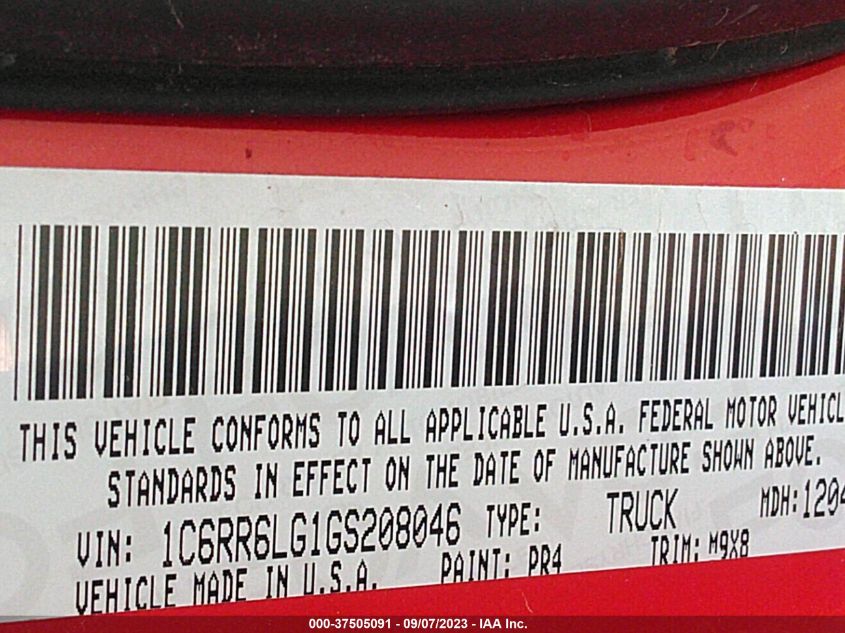 THIS VEHICLE CONFORMS TO ALL APPLICABLE U.S.A. FEDERAL MOTOR VEHICL
STANDARDS IN EFFECT ON THE DATE OF MANUFACTURE SHOWN ABOVE.
VIN: 1C6RR6LG1GS208046 TYPE: TRUCK MDH:1204
VEHICLE MADE IN U.S.A. PAINT: PR4 TRIM: M9X8
000-37505091 - 09/07/2023 - IAA Inc.